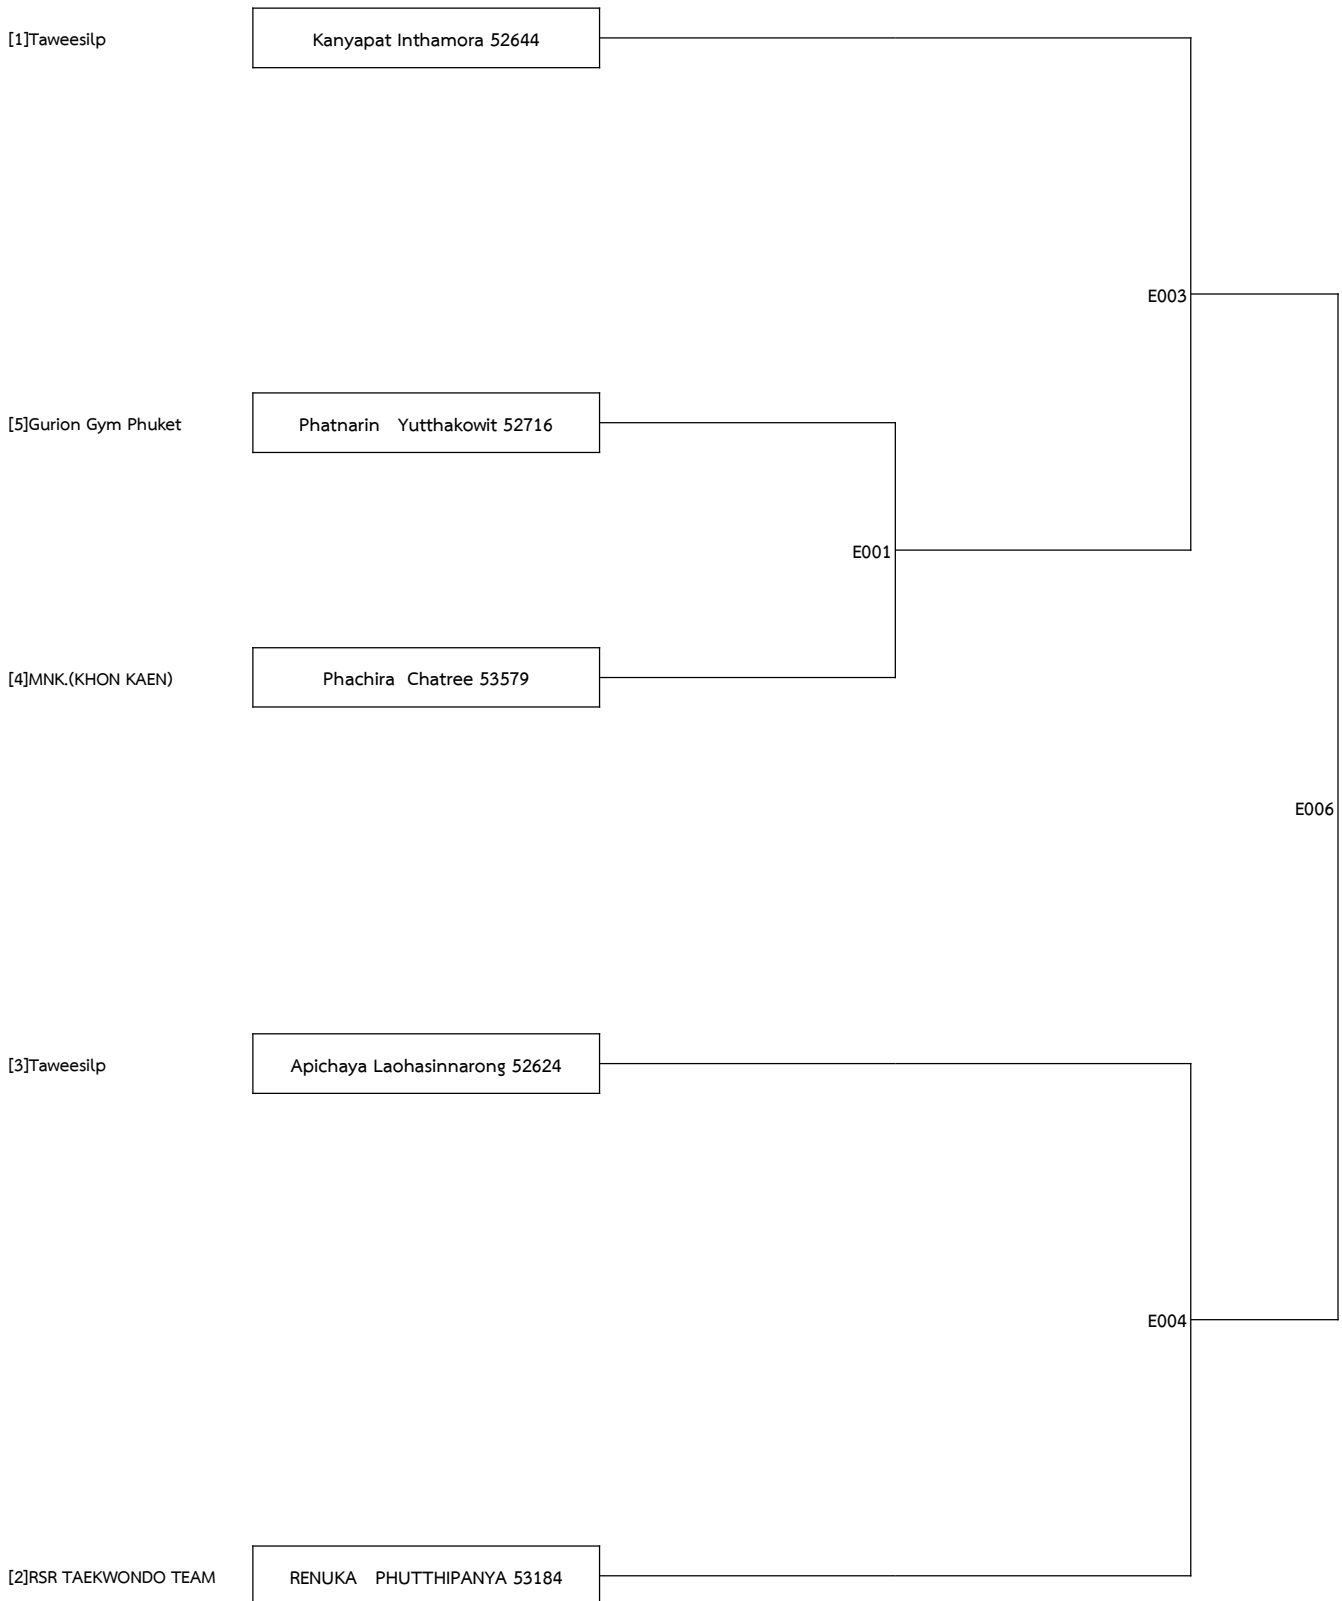 [1]Taweesilp Kanyapat Inthamora 52644
E003
[5]Gurion Gym Phuket Phatnarin Yutthakowit 52716
E001
[4]MNK.(KHON KAEN) Phachira Chatree 53579
E006
[3]Taweesilp Apichaya Laohasinnarong 52624
E004
[2]RSR TAEKWONDO TEAM RENUKA PHUTTHIPANYA 53184